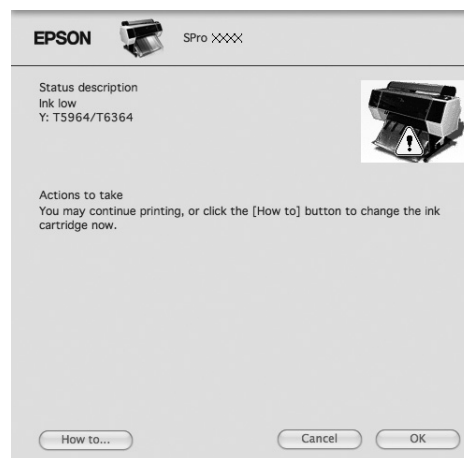 EPSON
SPro XXXX
Status description
Ink low
Y: T5964/T6364
Actions to take
You may continue printing, or click the [How to] button to change the ink
cartridge now.
How to...
Cancel
OK